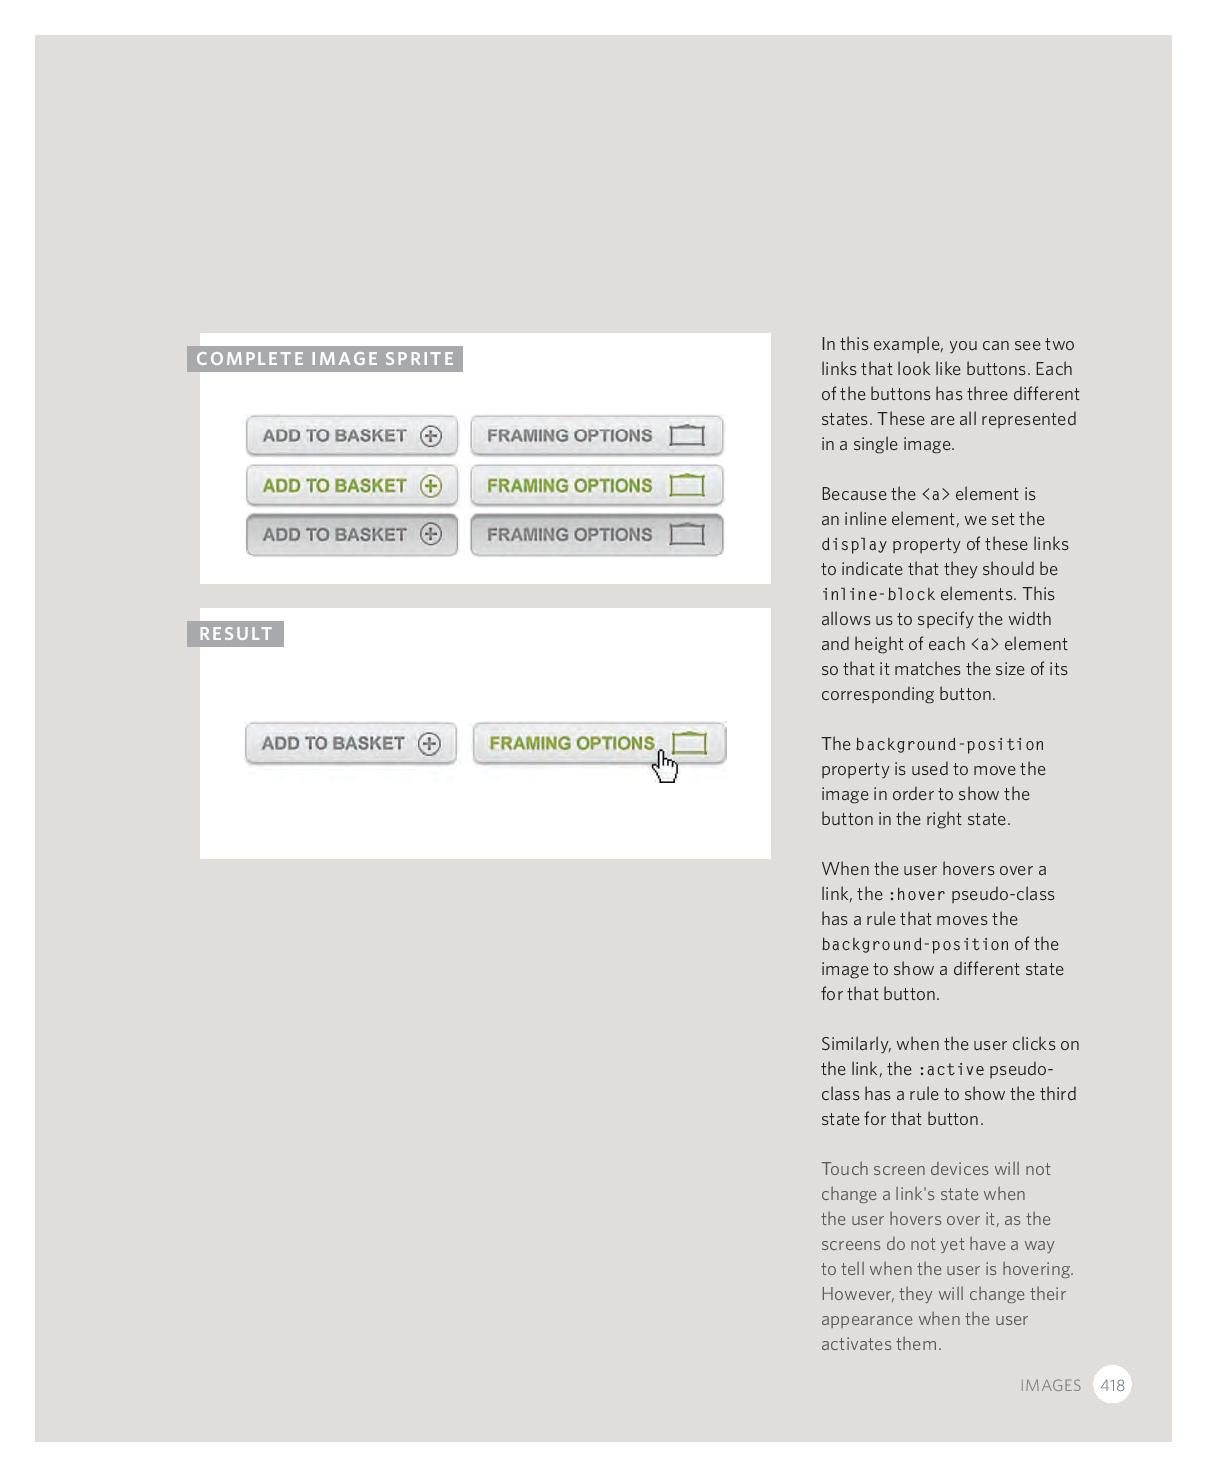 COMPLETE IMAGE SPRITE
ADD TO BASKET FRAMING OPTIONS
ADD TO BASKET FRAMING OPTIONS
ADD TO BASKET FRAMING OPTIONS
RESULT
ADD TO BASKET FRAMING OPTIONS
In this example, you can see two
links that look like buttons. Each
of the buttons has three different
states. These are all represented
in a single image.
Because the <a> element is
an inline element, we set the
display property of these links
to indicate that they should be
inline-block elements. This
allows us to specify the width
and height of each <a> element
so that it matches the size of its
corresponding button.
The background-position
property is used to move the
image in order to show the
button in the right state.
When the user hovers over a
link, the :hover pseudo-class
has a rule that moves the
background-position of the
image to show a different state
for that button.
Similarly, when the user clicks on
the link, the :active pseudo-
class has a rule to show the third
state for that button.
Touch screen devices will not
change a link's state when
the user hovers over it, as the
screens do not yet have a way
to tell when the user is hovering.
However, they will change their
appearance when the user
activates them.
IMAGES 418